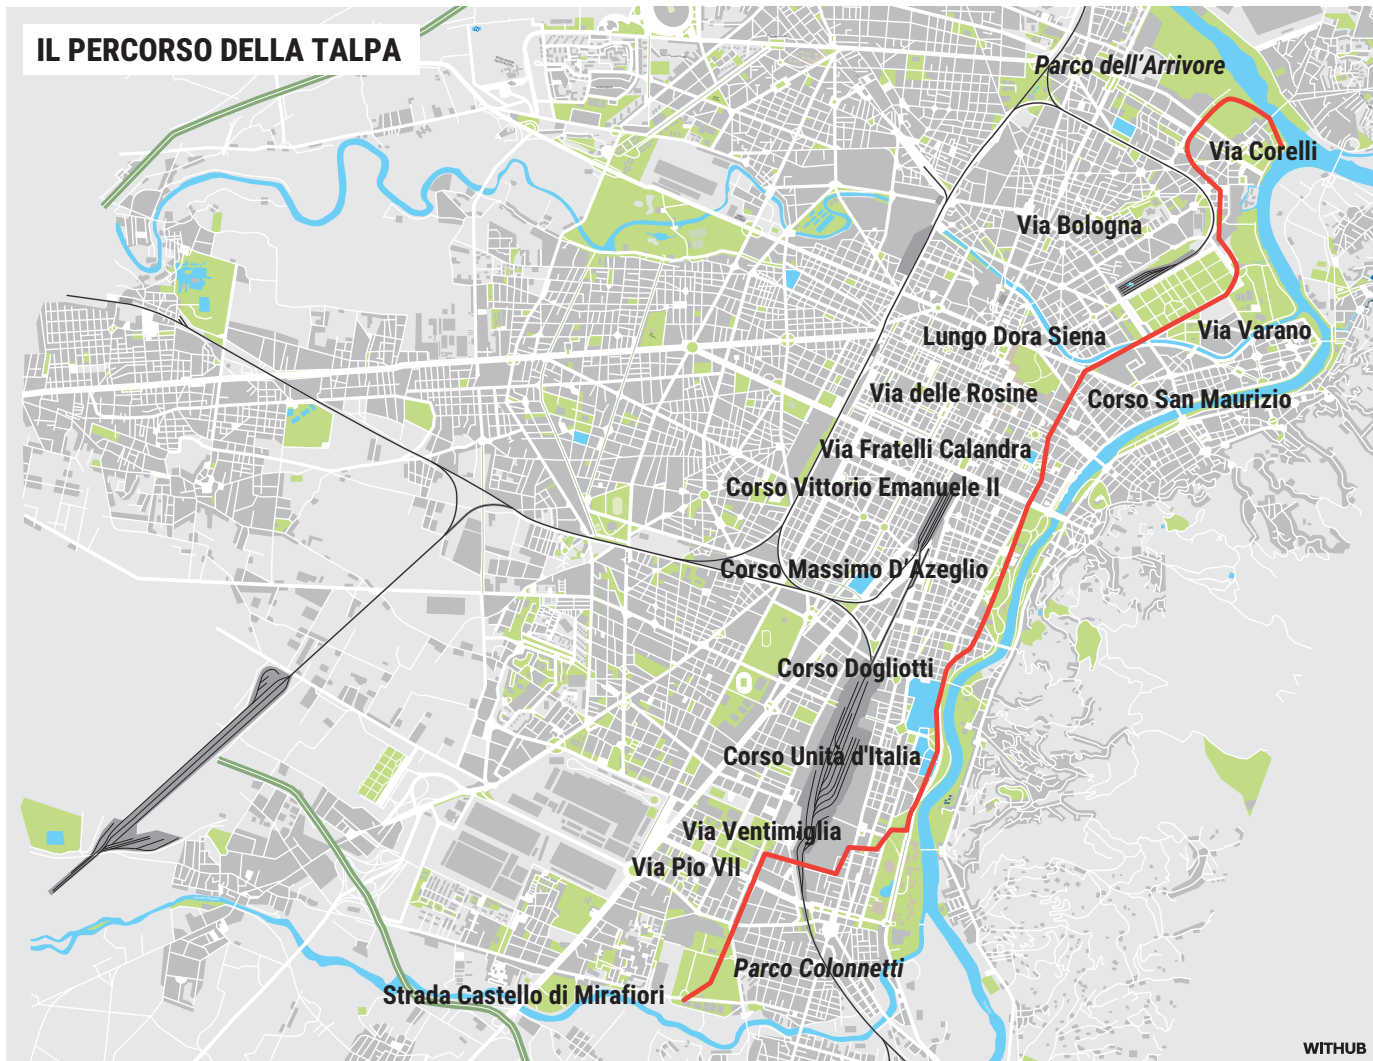 IL PERCORSO DELLA TALPA
Parco dell'Arrivore
Via Corelli
Via Bologna
Via Varano
Lungo Dora Siena
Via delle Rosine
Corso San Maurizio
Via Fratelli Calandra
Corso Vittorio Emanuele II
Corso Massimo D'Azeglio
Corso Dogliotti
Corso Unità d'Italia
Via Ventimiglia
Via Pio VII
Parco Colonnetti
Strada Castello di Mirafiori
WITHUB